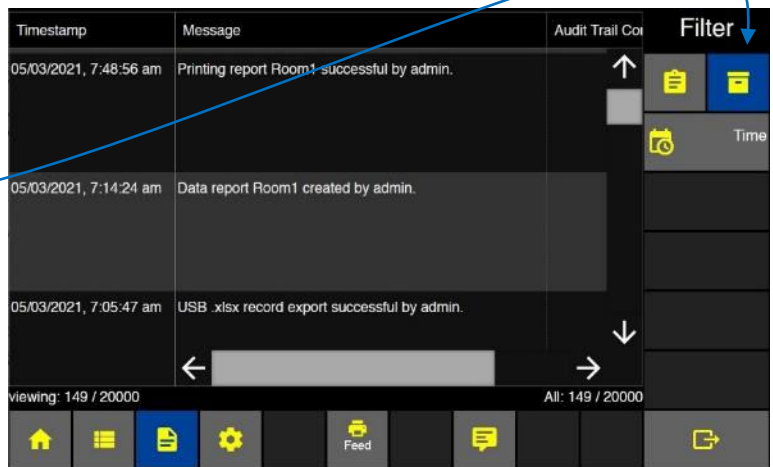 Timestamp Message Audit Trail Co
Filter
05/03/2021, 7:48:56 am Printing report Room1 successful by admin.
Time
05/03/2021, 7:14:24 am Data report Room1 created by admin.
05/03/2021, 7:05:47 am USB .xlsx record export successful by admin.
viewing: 149 / 20000 All: 149 / 20000
Feed